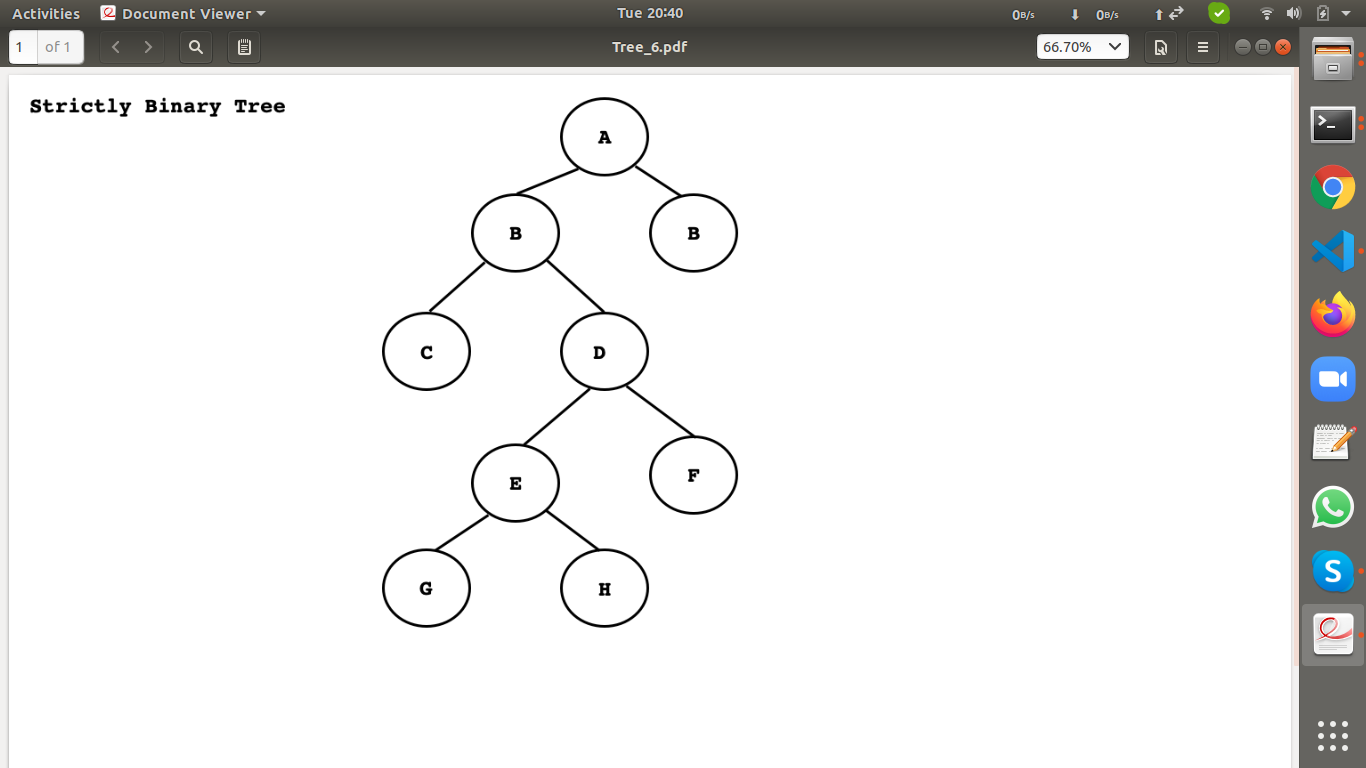 Activities Document Viewer Tue 20:40 0B/s 0B/s
1 of 1 Tree_6.pdf 66.70%
Strictly Binary Tree
A
B B
C D
E F
G H